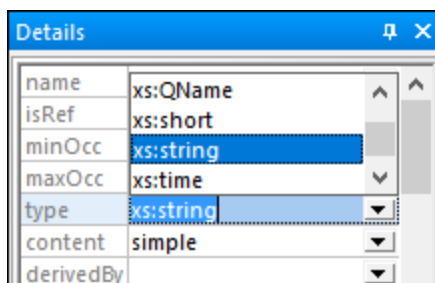 Details
name
xs:QName
isRef
xs:short
minOcc
xs:string
maxOcc
xs:time
type
xs:string
content
simple
derivedBy